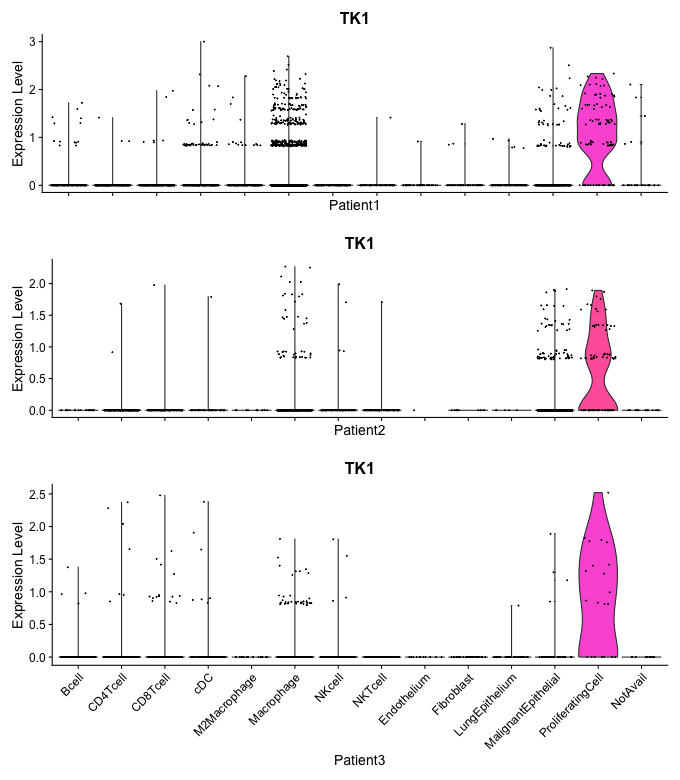 TK1
Expression Level
3
2
1
0
Patient1
TK1
Expression Level
2.0
1.5
1.0
0.5
0.0
Patient2
TK1
Expression Level
2.5
2.0
1.5
1.0
0.5
0.0
Bcell
CD4Tcell
CD8Tcell
cDC
M2Macrophage
Macrophage
NKcell
NKTcell
Endothelium
Fibroblast
LungEpithelium
MalignantEpithelial
ProliferatingCell
NotAvail
Patient3